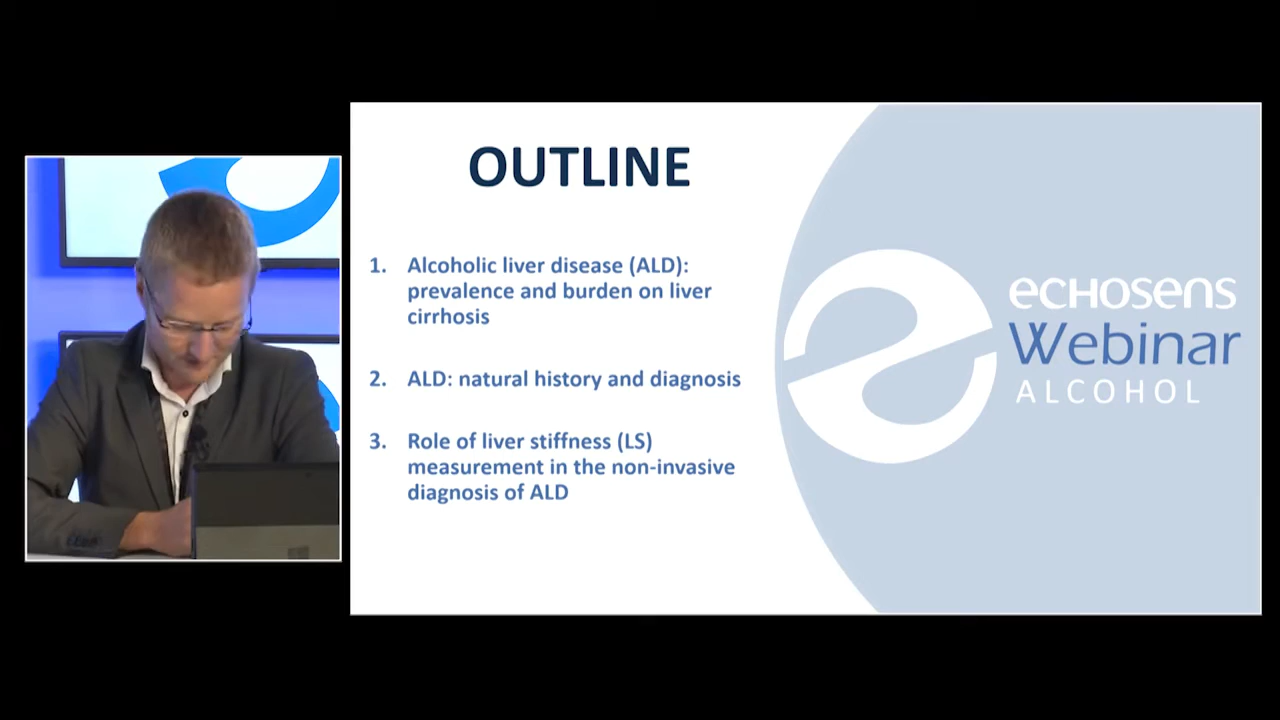 OUTLINE
1. Alcoholic liver disease (ALD):
prevalence and burden on liver
cirrhosis
2. ALD: natural history and diagnosis
3. Role of liver stiffness (LS)
measurement in the non-invasive
diagnosis of ALD
echosens
Webinar
ALCOHOL